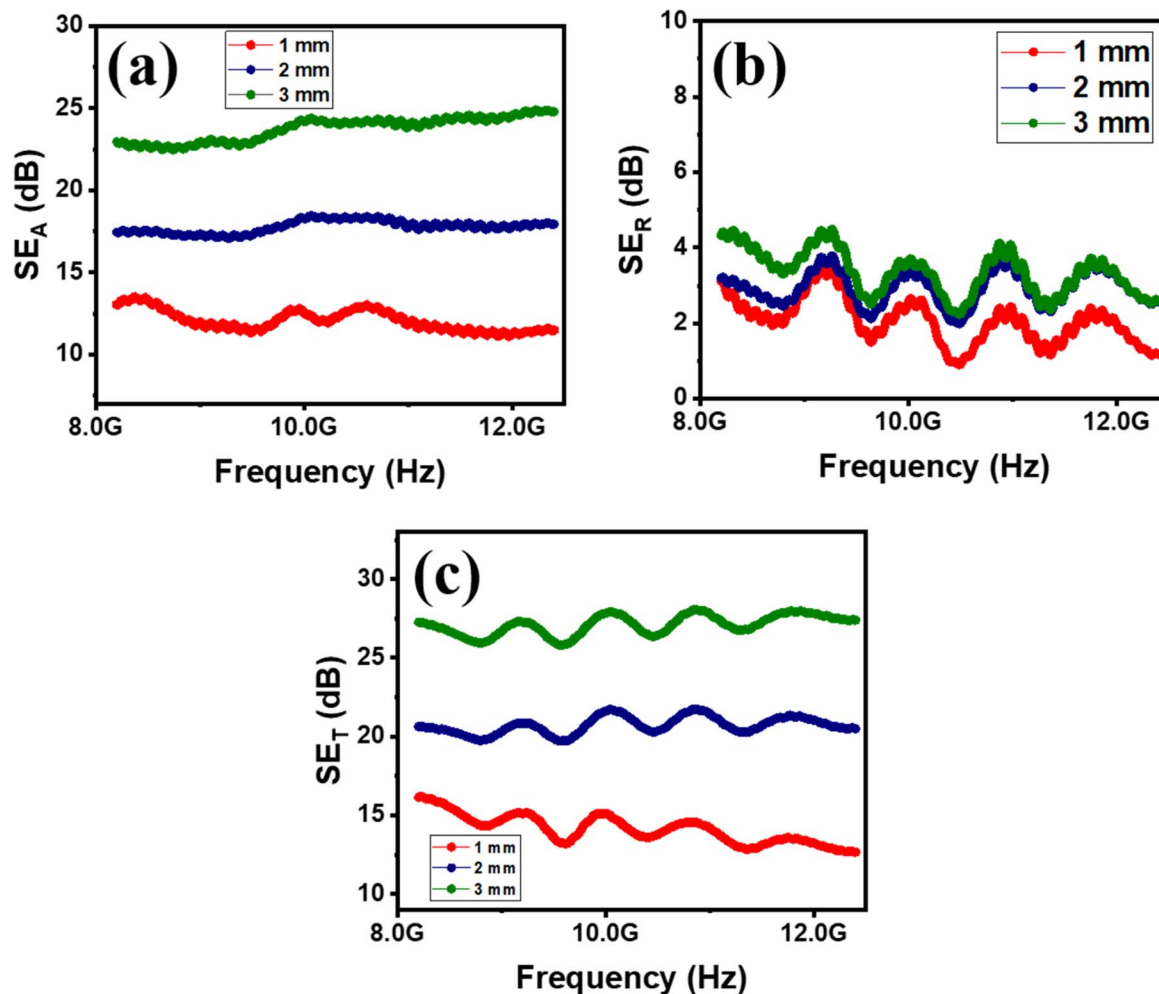 (a)
1 mm
2 mm
3 mm
30
25
20
15
10
SE_A (dB)
8.0G 10.0G 12.0G
Frequency (Hz)
(b)
1 mm
2 mm
3 mm
10
8
6
4
2
0
SE_R (dB)
8.0G 10.0G 12.0G
Frequency (Hz)
(c)
30
25
20
15
10
SE_T (dB)
1 mm
2 mm
3 mm
8.0G 10.0G 12.0G
Frequency (Hz)